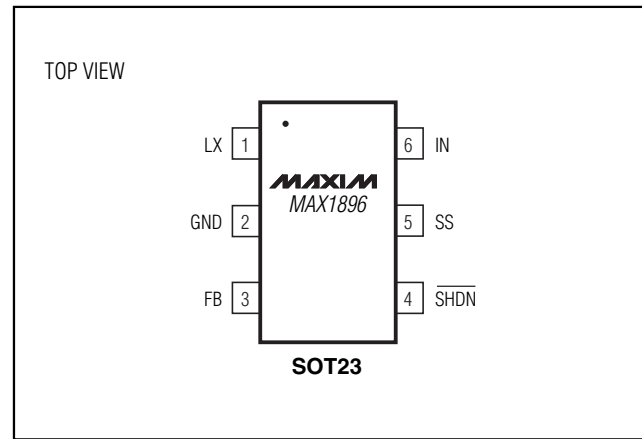 TOP VIEW
LX 1
6 IN
MAXIM
MAX1896
GND 2
5 SS
FB 3
4 SHDN
SOT23